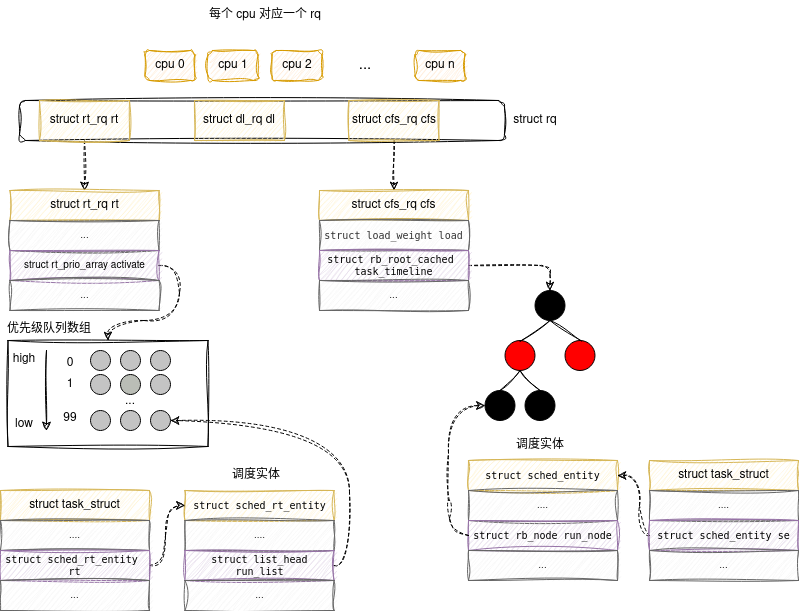 每个 cpu 对应一个 rq
cpu 0
cpu 1
cpu 2
...
cpu n
struct rt_rq rt
struct dl_rq dl
struct cfs_rq cfs
struct rq
struct rt_rq rt
...
struct rt_prio_array activate
...
struct cfs_rq cfs
struct load_weight load
struct rb_root_cached
task_timeline
...
优先级队列数组
high
low
0
1
...
99
调度实体
调度实体
struct task_struct
....
struct sched_rt_entity
rt
...
struct sched_rt_entity
....
struct list_head
run_list
...
struct sched_entity
....
struct rb_node run_node
...
struct task_struct
....
struct sched_entity se
...